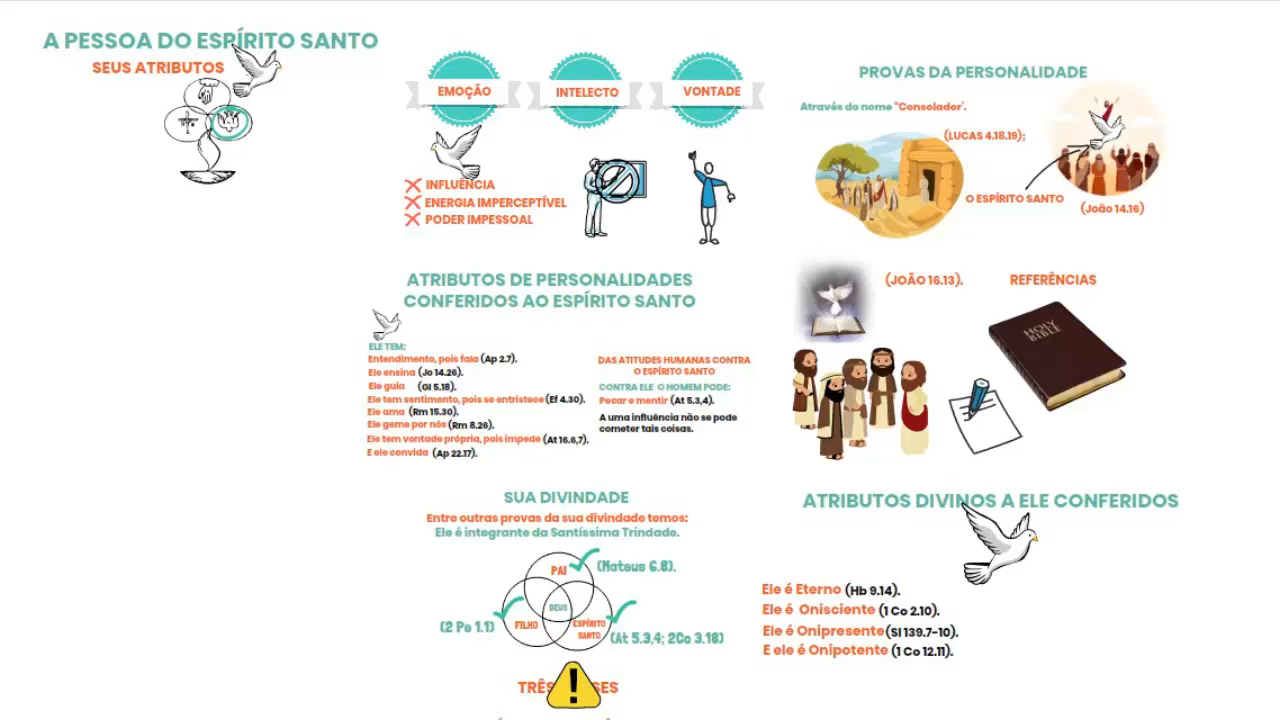 A PESSOA DO ESPÍRITO SANTO
SEUS ATRIBUTOS
EMOÇÃO
INTELECTO
VONTADE
INFLUÊNCIA
ENERGIA IMPERCEPTÍVEL
PODER IMPESSOAL
PROVAS DA PERSONALIDADE
Através do nome "Consolador'.
(LUCAS 4.18.19);
O ESPÍRITO SANTO
(João 14.16)
ATRIBUTOS DE PERSONALIDADES
CONFERIDOS AO ESPÍRITO SANTO
ELE TEM:
Entendimento, pois fala (Ap 2.7).
Ele ensina (Jo 14.26).
Ele guia (Gl 5.18).
Ele tem sentimento, pois se entristece (Ef 4.30).
Ele ama (Rm 15.30).
Ele geme por nós (Rm 8.26).
Ele tem vontade própria, pois impede (At 16.6,7).
E ele convida (Ap 22.17).
DAS ATITUDES HUMANAS CONTRA
O ESPÍRITO SANTO
CONTRA ELE O HOMEM PODE:
Pecar e mentir (At 5.3,4).
A uma influência não se pode
cometer tais coisas.
(JOÃO 16.13).
REFERÊNCIAS
HOLY
BIBLE
SUA DIVINDADE
Entre outras provas da sua divindade temos:
Ele é integrante da Santíssima Trindade.
PAI
(Mateus 6.8).
DEUS
FILHO
(2 Pe 1.1)
ESPÍRITO
SANTO
(At 5.3,4; 2Co 3.18)
ATRIBUTOS DIVINOS A ELE CONFERIDOS
Ele é Eterno (Hb 9.14).
Ele é Onisciente (1 Co 2.10).
Ele é Onipresente (Sl 139.7-10).
E ele é Onipotente (1 Co 12.11).
TRÊS